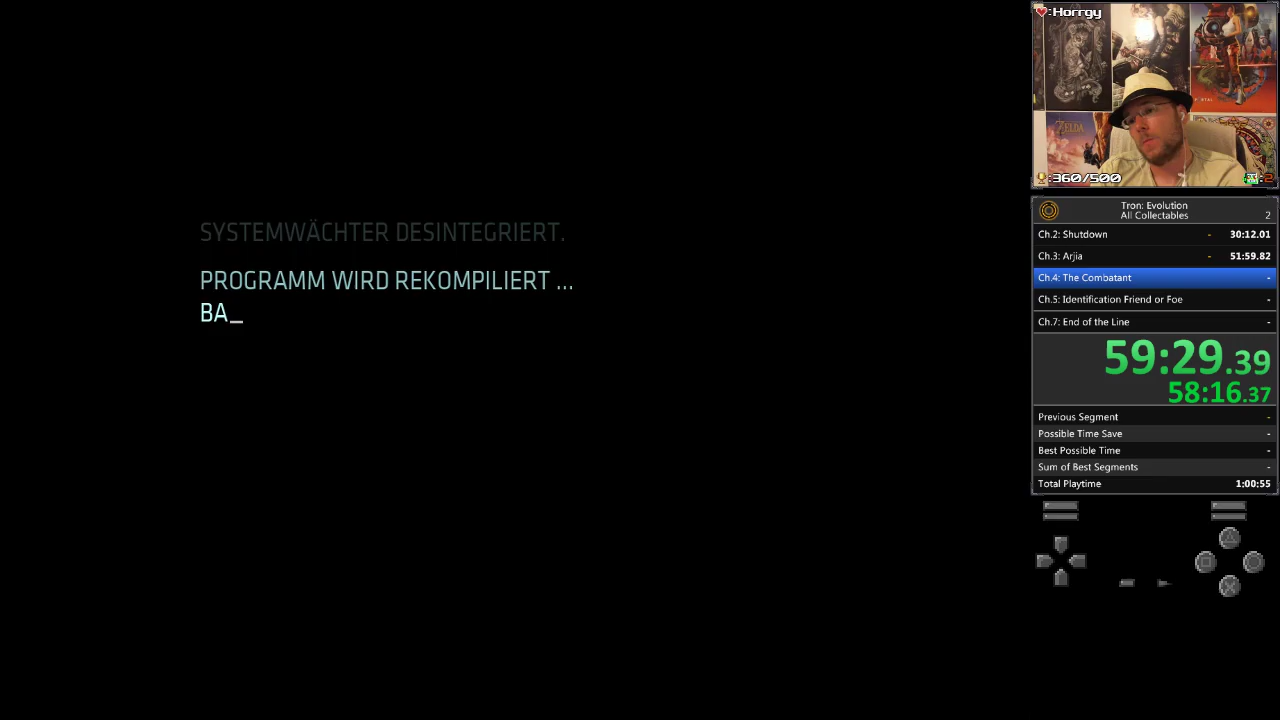 :Horrgy
ZELDA
:360/500
:2
SYSTEMWÄCHTER DESINTEGRIERT.
PROGRAMM WIRD REKOMPILIERT ...
BA_
Tron: Evolution
All Collectables 2
Ch.2: Shutdown - 30:12.01
Ch.3: Arjia - 51:59.82
Ch.4: The Combatant -
Ch.5: Identification Friend or Foe -
Ch.7: End of the Line -
59:29.39
58:16.37
Previous Segment -
Possible Time Save -
Best Possible Time -
Sum of Best Segments -
Total Playtime 1:00:55